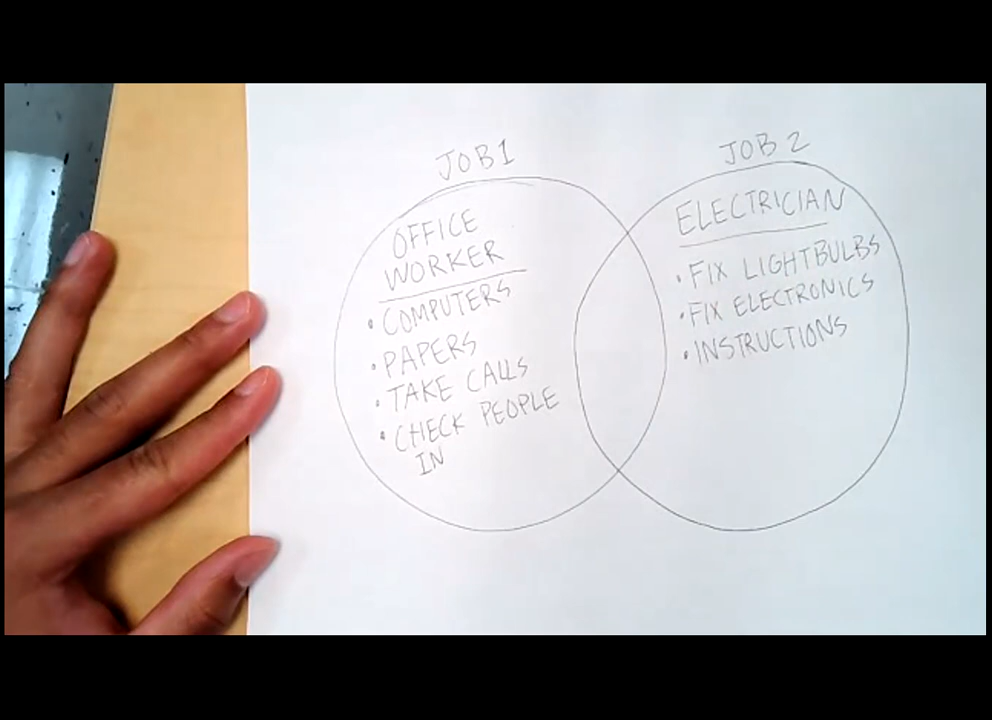 JOB 1
OFFICE
WORKER
• COMPUTERS
• PAPERS
• TAKE CALLS
• CHECK PEOPLE
IN
JOB 2
ELECTRICIAN
• FIX LIGHTBULBS
• FIX ELECTRONICS
• INSTRUCTIONS